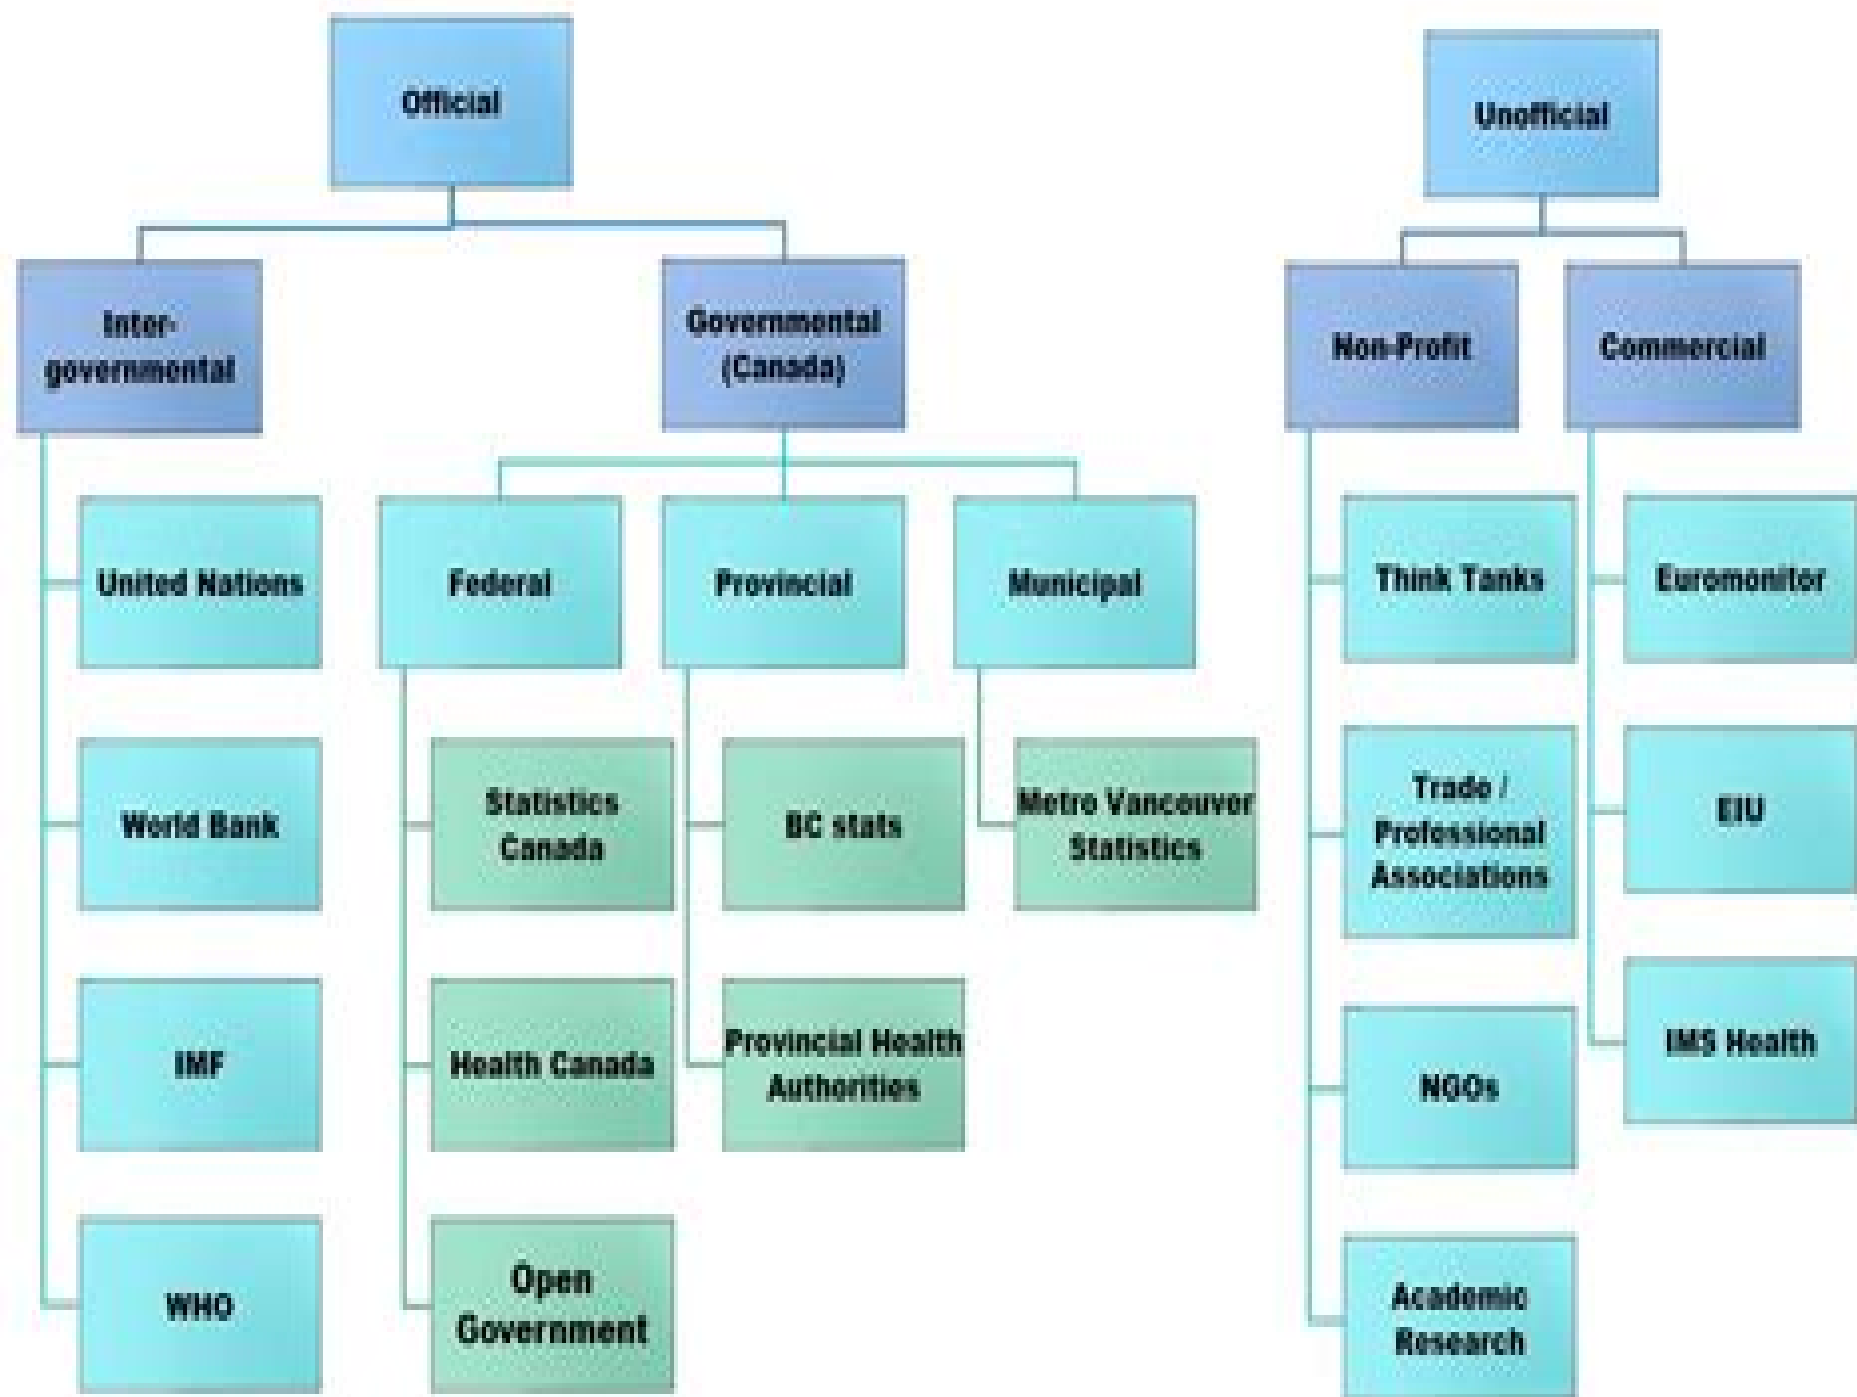 Official
Unofficial
Inter-
governmental
Governmental
(Canada)
Non-Profit
Commercial
United Nations
Federal
Provincial
Municipal
Think Tanks
Euromonitor
World Bank
Statistics
Canada
BC stats
Metro Vancouver
Statistics
Trade /
Professional
Associations
EIU
IMF
Health Canada
Provincial Health
Authorities
NGOs
IMS Health
WHO
Open
Government
Academic
Research